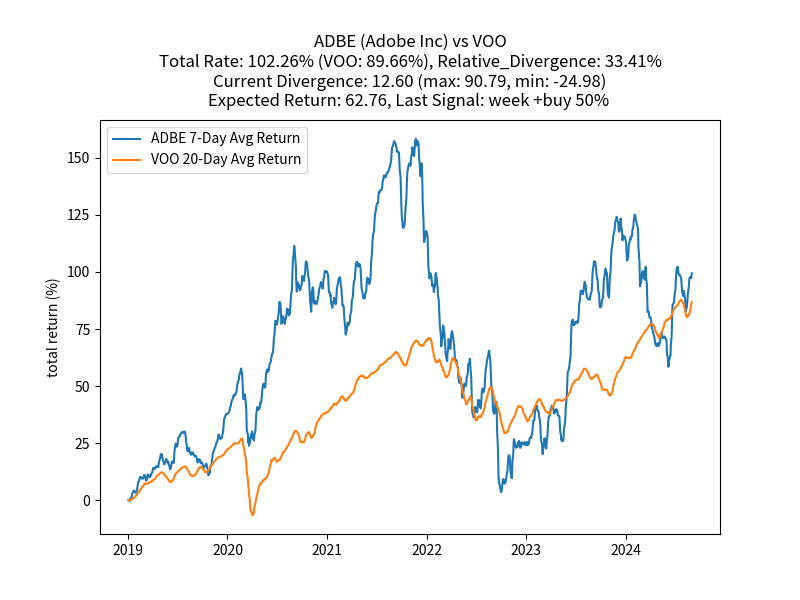 ADBE (Adobe Inc) vs VOO
Total Rate: 102.26% (VOO: 89.66%), Relative_Divergence: 33.41%
Current Divergence: 12.60 (max: 90.79, min: -24.98)
Expected Return: 62.76, Last Signal: week +buy 50%
ADBE 7-Day Avg Return
VOO 20-Day Avg Return
total return (%)
150
125
100
75
50
25
0
2019 2020 2021 2022 2023 2024